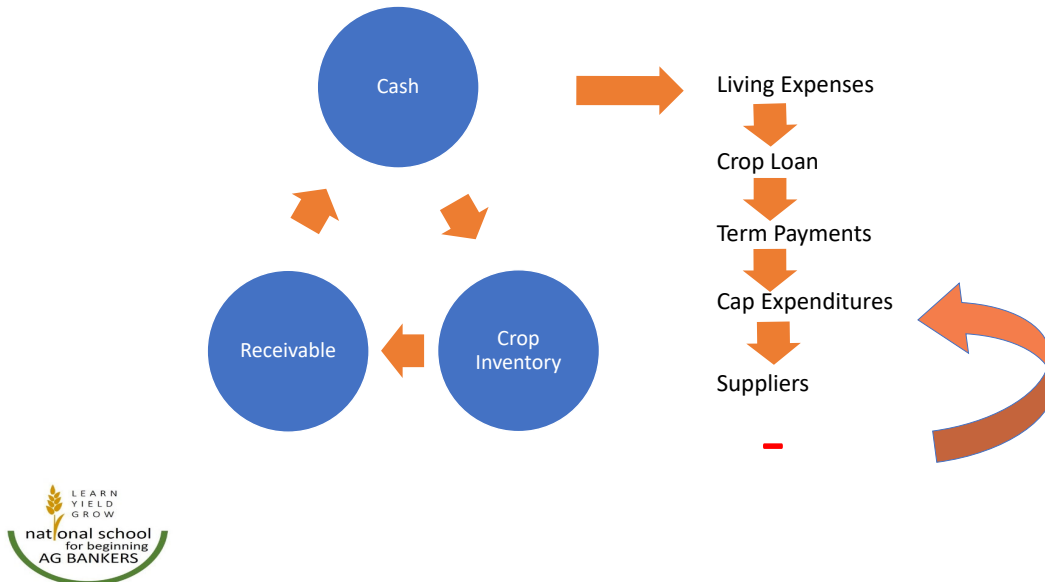 Cash
Living Expenses
Crop Loan
Term Payments
Cap Expenditures
Receivable
Crop
Inventory
Suppliers
LEARN
YIELD
GROW
national school
for beginning
AG BANKERS